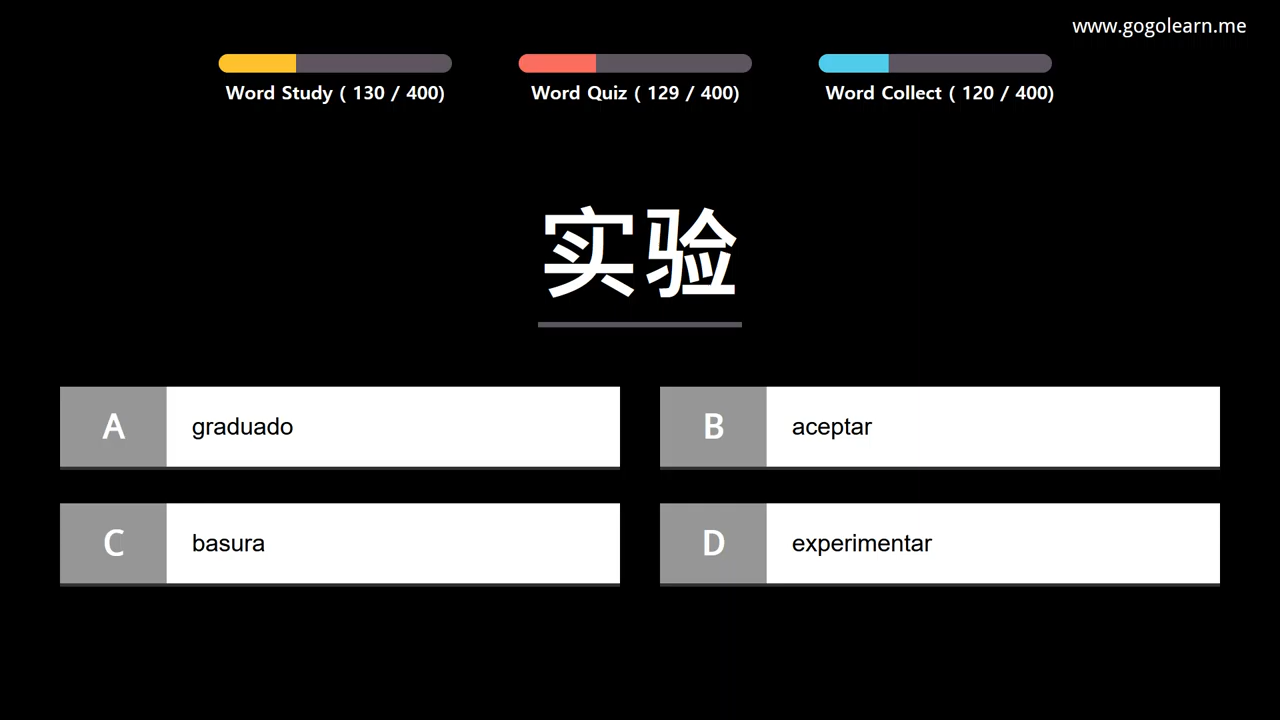 www.gogolearn.me
Word Study ( 130 / 400)
Word Quiz ( 129 / 400)
Word Collect ( 120 / 400)
实验
A graduado
B aceptar
C basura
D experimentar